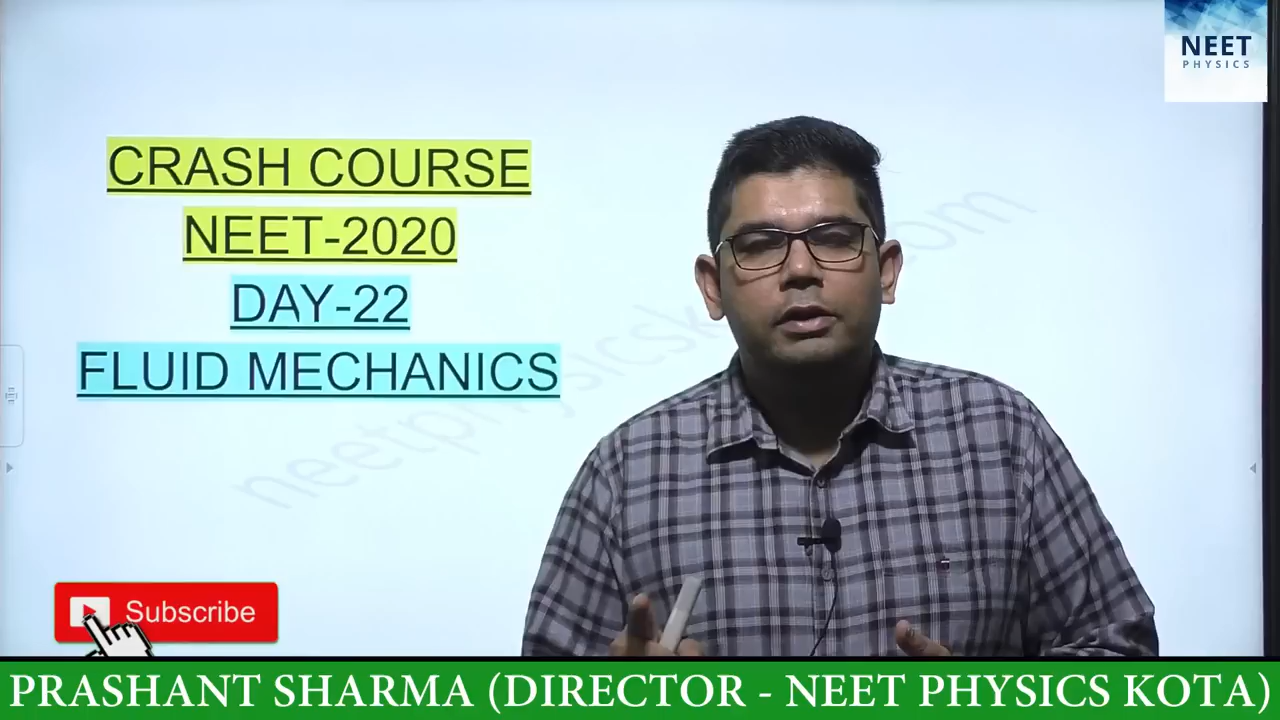 NEET
PHYSICS
CRASH COURSE
NEET-2020
DAY-22
FLUID MECHANICS
Subscribe
PRASHANT SHARMA (DIRECTOR - NEET PHYSICS KOTA)